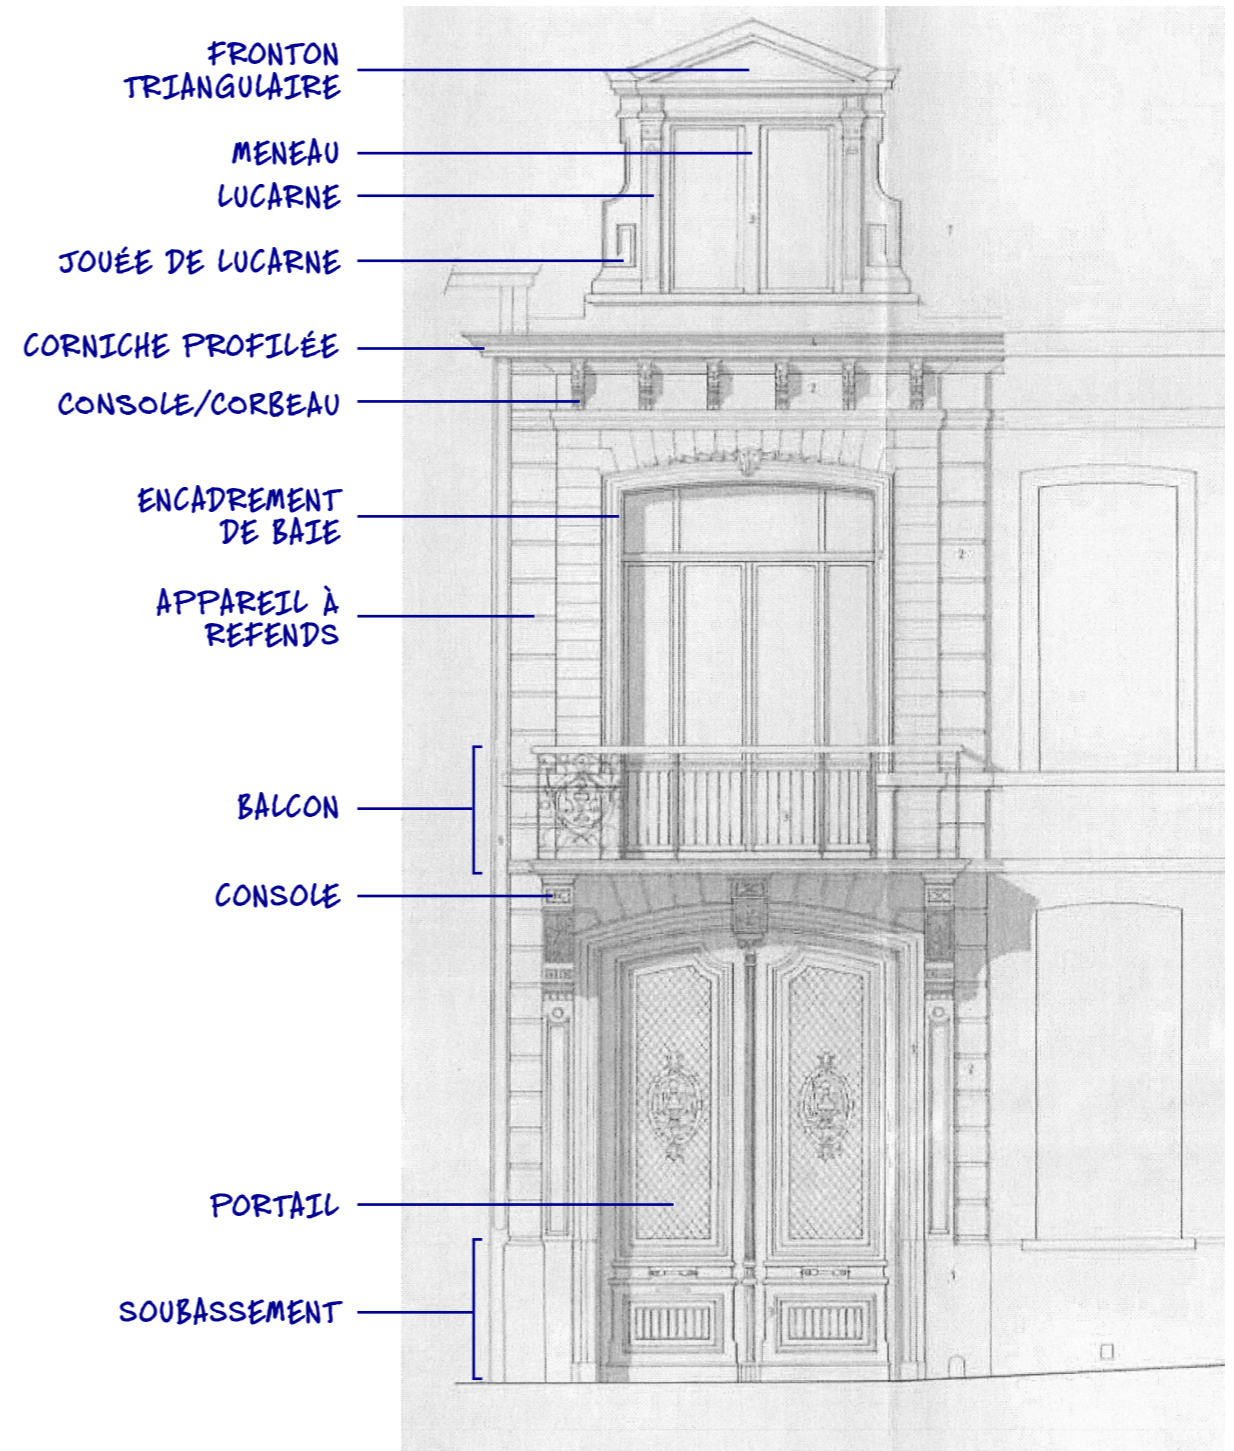 FRONTON
TRIANGULAIRE
MENEAU
LUCARNE
JOUÉE DE LUCARNE
CORNICHE PROFILÉE
CONSOLE/CORBEAU
ENCADREMENT
DE BAIE
APPAREIL À
REFENDS
BALCON
CONSOLE
PORTAIL
SOUBASSEMENT